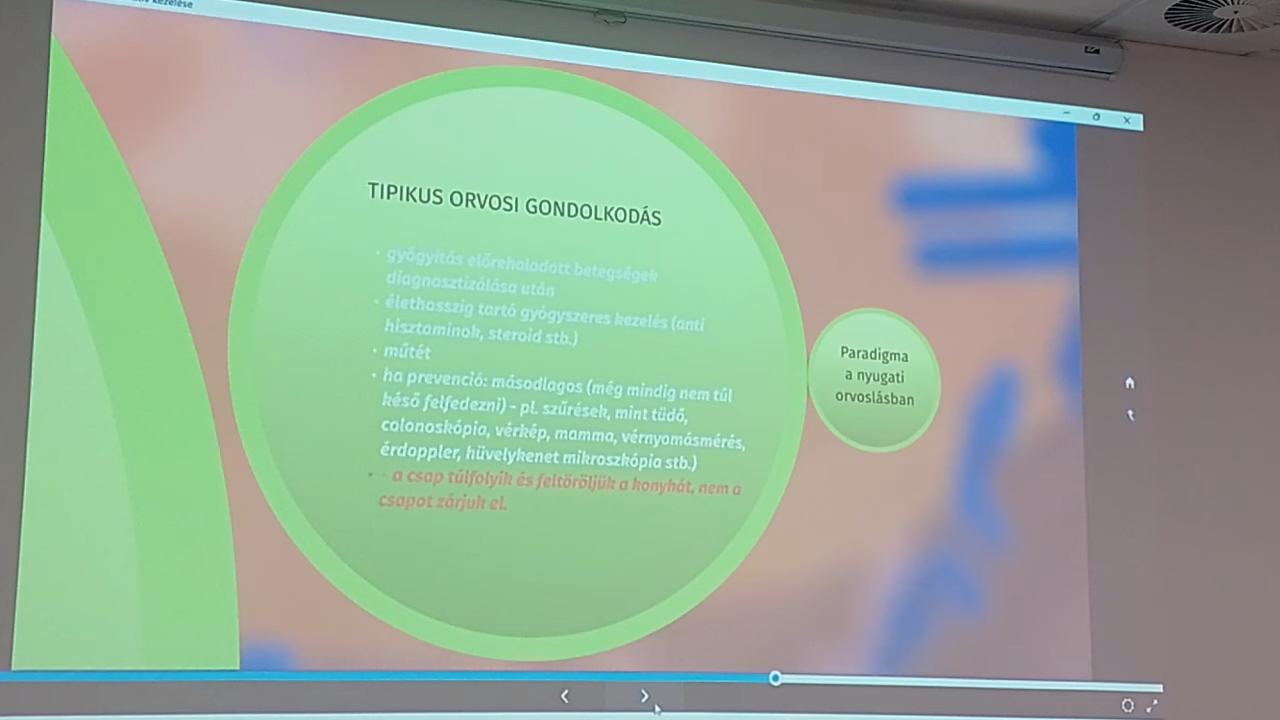 kezelése
TIPIKUS ORVOSI GONDOLKODÁS
• gyógyítás előrehaladott betegségek
diagnosztizálása után
• élethosszig tartó gyógyszeres kezelés (anti
hisztaminok, steroid stb.)
• műtét
• ha prevenció: másodlagos (még mindig nem túl
késő felfedezni) - pl. szűrések, mint tüdő,
colonoskópia, vérkép, mamma, vérnyomásmérés,
érdoppler, hüvelykenet mikroszkópia stb.)
• · a csap túlfolyik és feltöröljük a konyhát, nem a
csapot zárjuk el.
Paradigma
a nyugati
orvoslásban